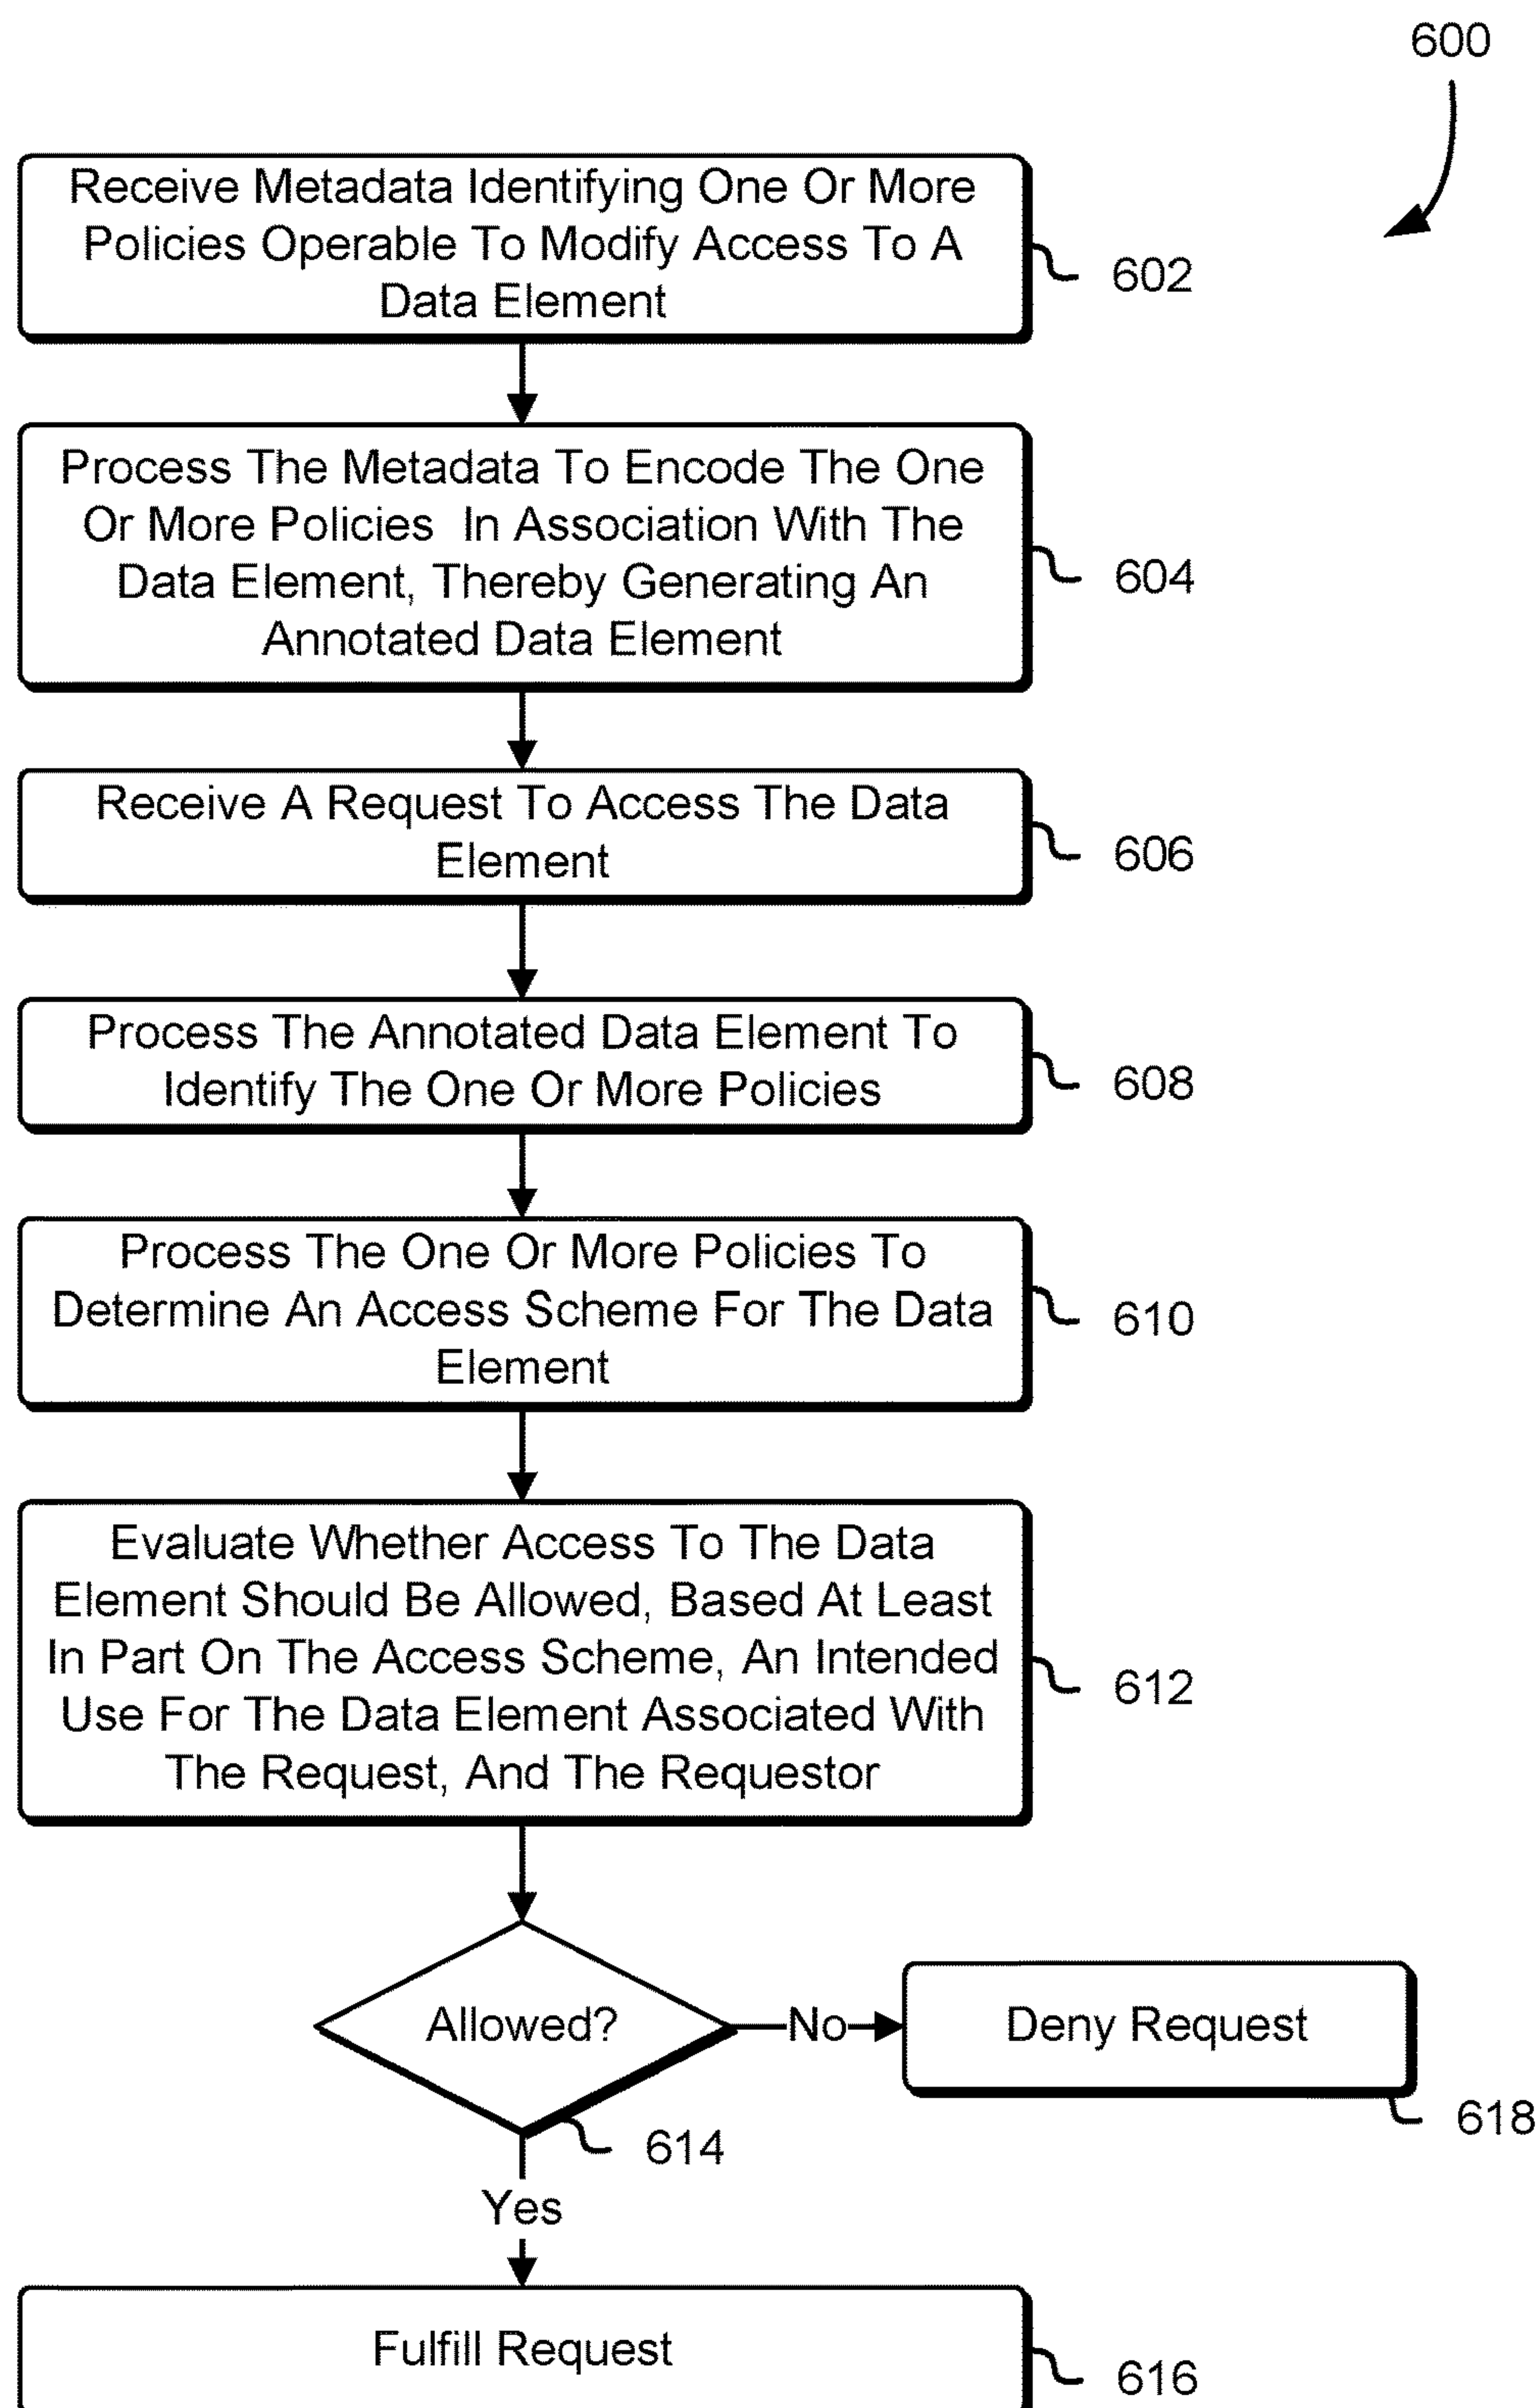 600
Receive Metadata Identifying One Or More
Policies Operable To Modify Access To A
Data Element
602
Process The Metadata To Encode The One
Or More Policies  In Association With The
Data Element, Thereby Generating An
Annotated Data Element
604
Receive A Request To Access The Data
Element
606
Process The Annotated Data Element To
Identify The One Or More Policies
608
Process The One Or More Policies To
Determine An Access Scheme For The Data
Element
610
Evaluate Whether Access To The Data
Element Should Be Allowed, Based At Least
In Part On The Access Scheme, An Intended
Use For The Data Element Associated With
The Request, And The Requestor
612
Allowed?
No
Deny Request
618
614
Yes
Fulfill Request
616